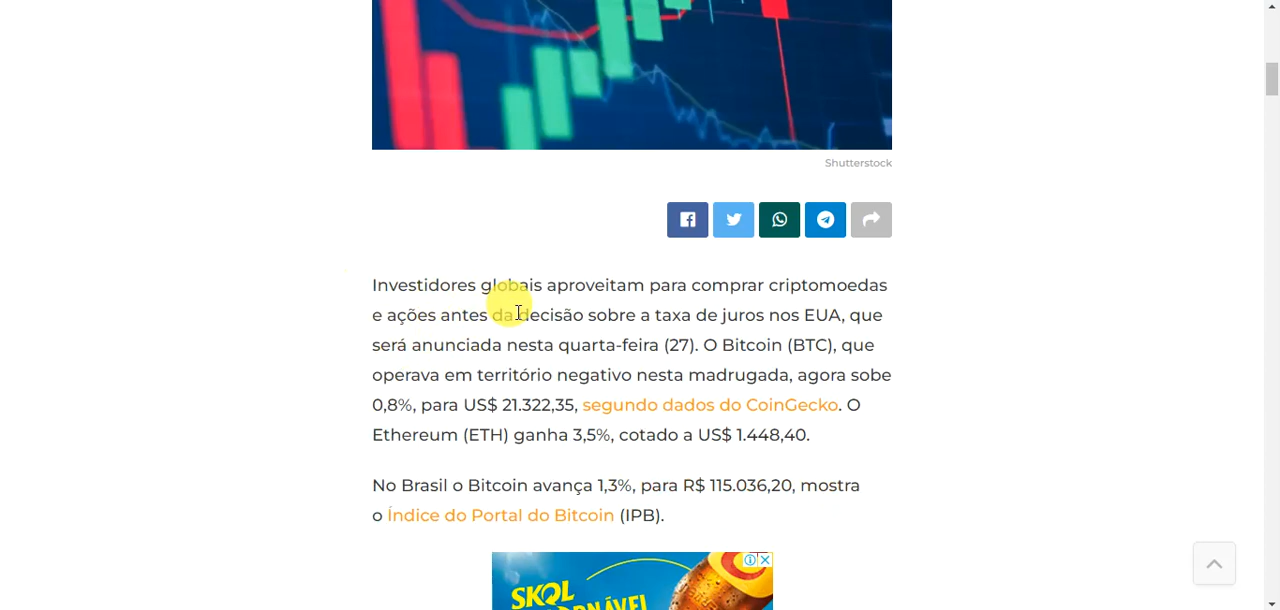 Shutterstock
Investidores globais aproveitam para comprar criptomoedas
e ações antes da decisão sobre a taxa de juros nos EUA, que
será anunciada nesta quarta-feira (27). O Bitcoin (BTC), que
operava em território negativo nesta madrugada, agora sobe
0,8%, para US$ 21.322,35, segundo dados do CoinGecko. O
Ethereum (ETH) ganha 3,5%, cotado a US$ 1.448,40.
No Brasil o Bitcoin avança 1,3%, para R$ 115.036,20, mostra
o Índice do Portal do Bitcoin (IPB).
SKOL